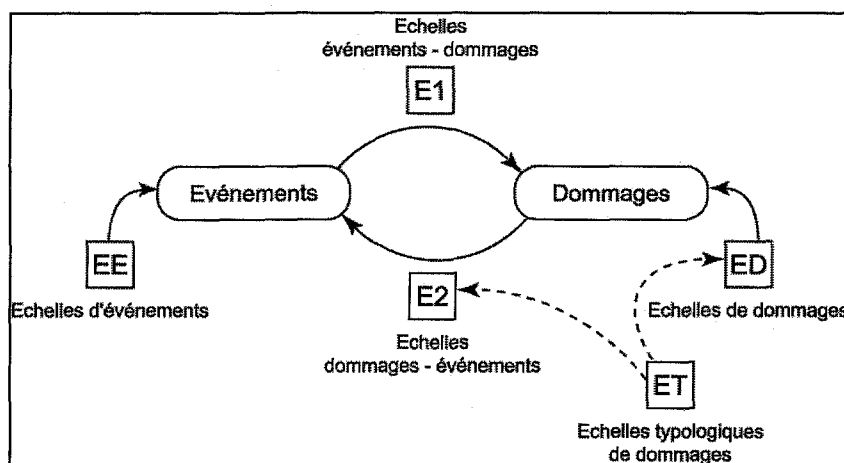 Echelles
événements - dommages
E1
Evénements
Dommages
EE
Echelles d'événements
E2
Echelles
dommages - événements
ED
Echelles de dommages
ET
Echelles typologiques
de dommages